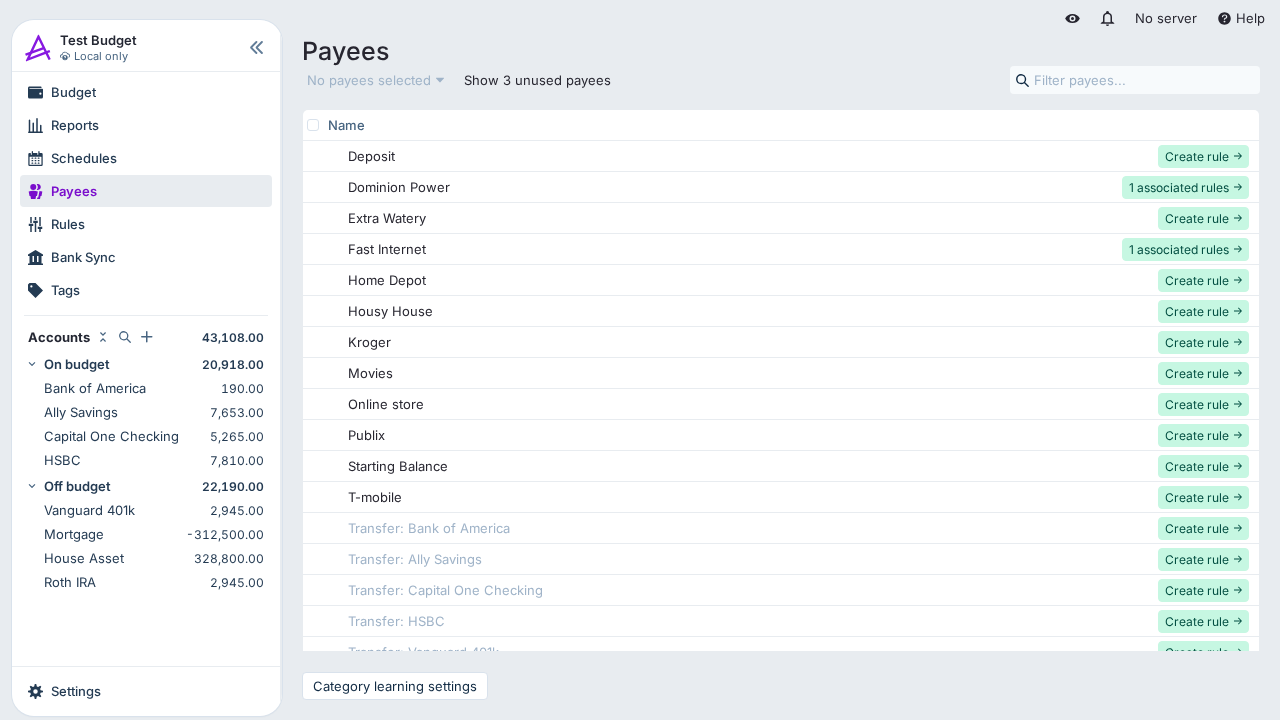 Test Budget
Local only
Budget
Reports
Schedules
Payees
Rules
Bank Sync
Tags
Accounts 43,108.00
On budget 20,918.00
Bank of America 190.00
Ally Savings 7,653.00
Capital One Checking 5,265.00
HSBC 7,810.00
Off budget 22,190.00
Vanguard 401k 2,945.00
Mortgage -312,500.00
House Asset 328,800.00
Roth IRA 2,945.00
Settings
No server Help
Payees
No payees selected Show 3 unused payees Filter payees...
Name
Deposit Create rule
Dominion Power 1 associated rules
Extra Watery Create rule
Fast Internet 1 associated rules
Home Depot Create rule
Housy House Create rule
Kroger Create rule
Movies Create rule
Online store Create rule
Publix Create rule
Starting Balance Create rule
T-mobile Create rule
Transfer: Bank of America Create rule
Transfer: Ally Savings Create rule
Transfer: Capital One Checking Create rule
Transfer: HSBC Create rule
Transfer: Vanguard 401k Create rule
Category learning settings